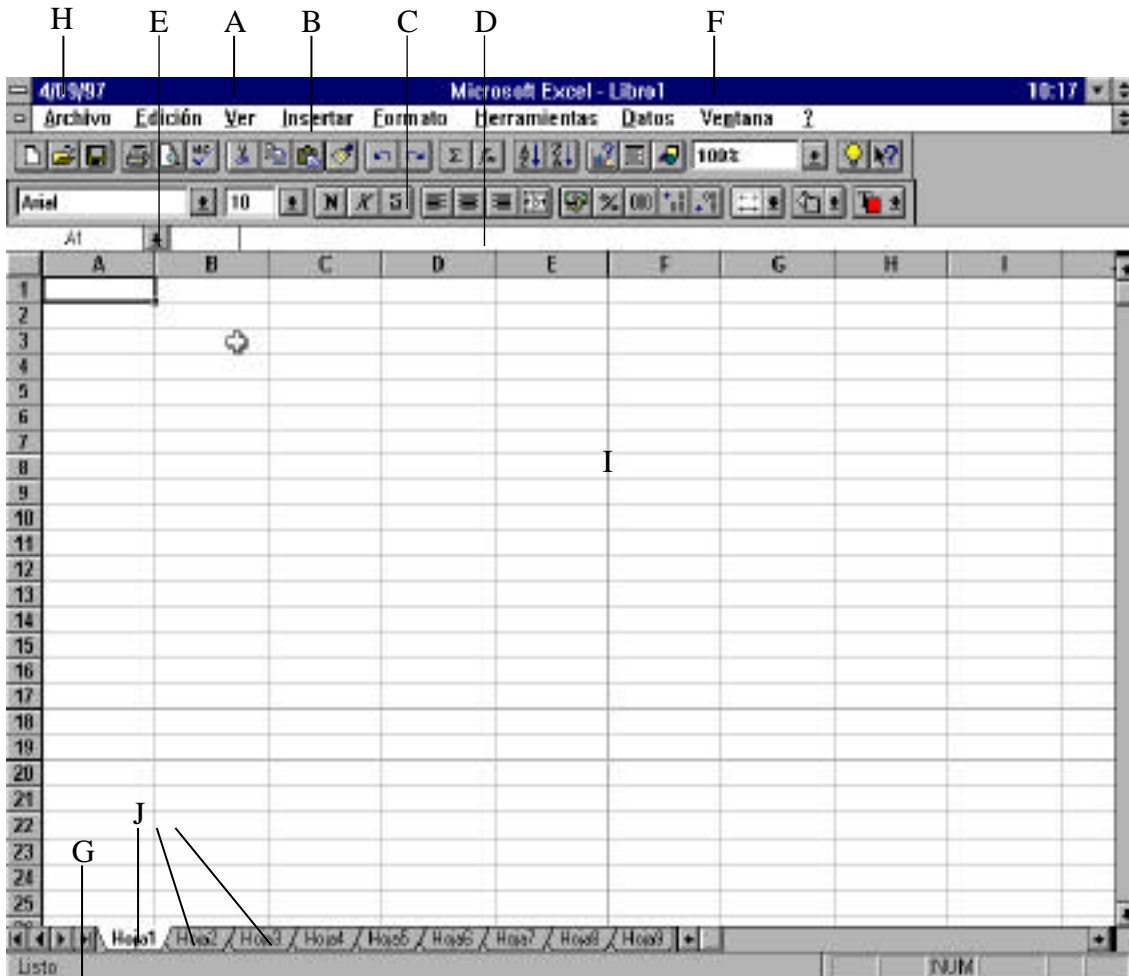 H E A B C D F
4/09/97 Microsoft Excel - Libro1 10:17
Archivo Edición Ver Insertar Formato Herramientas Datos Ventana ?
100%
Arial 10 N K S % 000
A1
A B C D E F G H I
1
2
3
4
5
6
7
8 I
9
10
11
12
13
14
15
16
17
18
19
20
21
22 J
23 G
24
25
Hoja1 Hoja2 Hoja3 Hoja4 Hoja5 Hoja6 Hoja7 Hoja8 Hoja9
Listo NUM